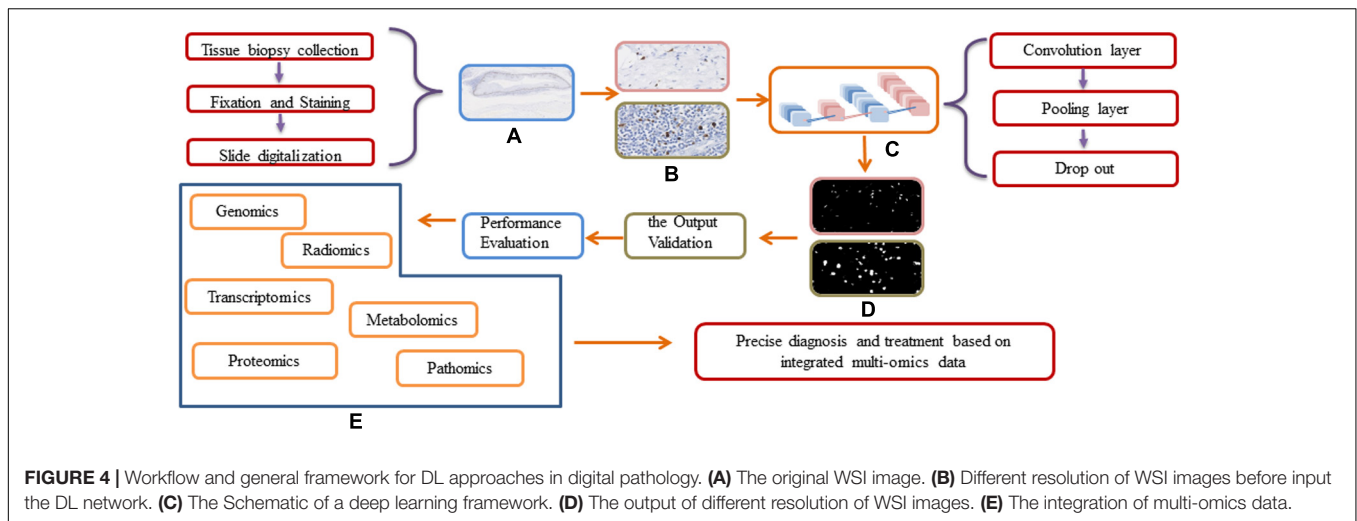 Tissue biopsy collection
Fixation and Staining
Slide digitalization
A
B
C
Convolution layer
Pooling layer
Drop out
D
the Output
Validation
Performance
Evaluation
Genomics
Radiomics
Transcriptomics
Metabolomics
Proteomics
Pathomics
E
Precise diagnosis and treatment based on
integrated multi-omics data
FIGURE 4 | Workflow and general framework for DL approaches in digital pathology. (A) The original WSI image. (B) Different resolution of WSI images before input
the DL network. (C) The Schematic of a deep learning framework. (D) The output of different resolution of WSI images. (E) The integration of multi-omics data.